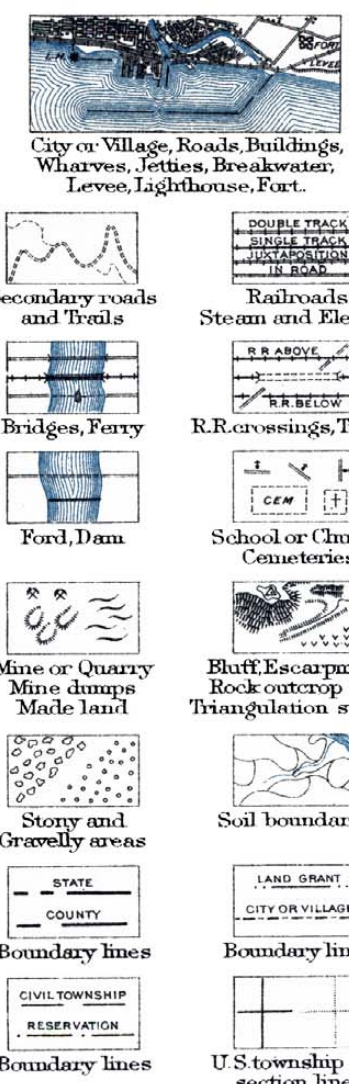 L.H.
FORT
LEVEE
City or Village, Roads, Buildings,
Wharves, Jetties, Breakwater,
Levee, Lighthouse, Fort.
econdary roads
and Trails
DOUBLE TRACK
SINGLE TRACK
JUXTAPOSITION
IN ROAD
Railroads
Steam and Ele
Bridges, Ferry
R R ABOVE
R.R. BELOW
R.R. crossings, T
Ford, Dam
CEM
School or Chu
Cemeterie
Mine or Quarry
Mine dumps
Made land
Bluff, Escarpm
Rock outcrop
Triangulation s
Stony and
Gravelly areas
Soil boundar
STATE
COUNTY
Boundary lines
LAND GRANT
CITY OR VILLAGE
Boundary lin
CIVIL TOWNSHIP
RESERVATION
Boundary lines
U.S. township
section line